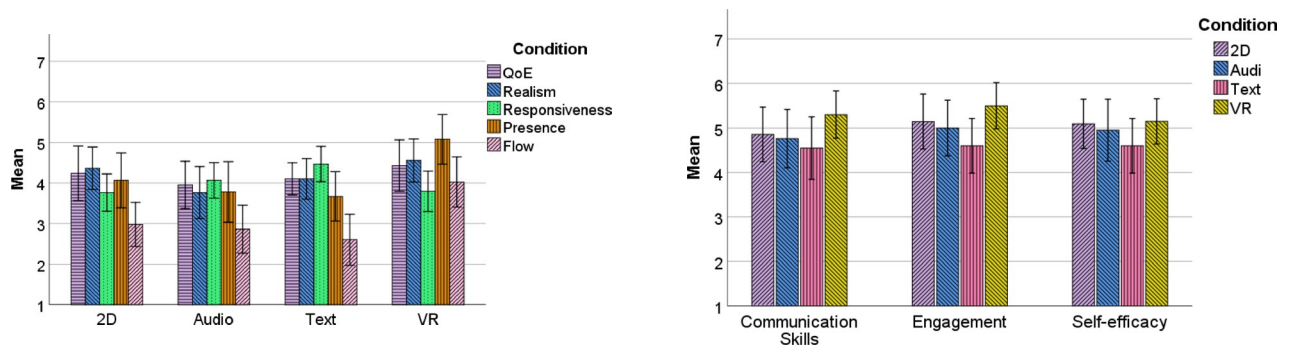 Condition
QoE
Realism
Responsiveness
Presence
Flow
Mean
7
6
5
4
3
2
1
2D
Audio
Text
VR
Condition
2D
Audi
Text
VR
Mean
7
6
5
4
3
2
1
Communication
Skills
Engagement
Self-efficacy